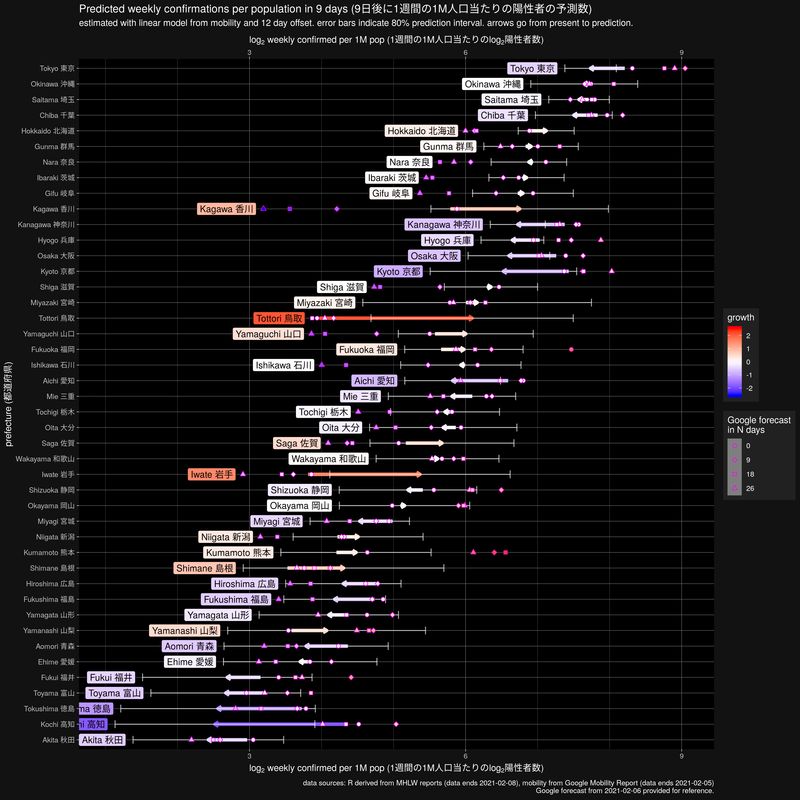 Predicted weekly confirmations per population in 9 days (9日後に1週間の1M人口当たりの陽性者の予測数)
estimated with linear model from mobility and 12 day offset. error bars indicate 80% prediction interval. arrows go from present to prediction.
log2 weekly confirmed per 1M pop (1週間の1M人口当たりのlog2陽性者数)
3 6 9
Tokyo 東京 Tokyo 東京
Okinawa 沖縄 Okinawa 沖縄
Saitama 埼玉 Saitama 埼玉
Chiba 千葉 Chiba 千葉
Hokkaido 北海道 Hokkaido 北海道
Gunma 群馬 Gunma 群馬
Nara 奈良 Nara 奈良
Ibaraki 茨城 Ibaraki 茨城
Gifu 岐阜 Gifu 岐阜
Kagawa 香川 Kagawa 香川
Kanagawa 神奈川 Kanagawa 神奈川
Hyogo 兵庫 Hyogo 兵庫
Osaka 大阪 Osaka 大阪
Kyoto 京都 Kyoto 京都
Shiga 滋賀 Shiga 滋賀
Miyazaki 宮崎 Miyazaki 宮崎
Tottori 鳥取 Tottori 鳥取
Yamaguchi 山口 Yamaguchi 山口
Fukuoka 福岡 Fukuoka 福岡
Ishikawa 石川 Ishikawa 石川
Aichi 愛知 Aichi 愛知
Mie 三重 Mie 三重
Tochigi 栃木 Tochigi 栃木
Oita 大分 Oita 大分
Saga 佐賀 Saga 佐賀
Wakayama 和歌山 Wakayama 和歌山
Iwate 岩手 Iwate 岩手
Shizuoka 静岡 Shizuoka 静岡
Okayama 岡山 Okayama 岡山
Miyagi 宮城 Miyagi 宮城
Niigata 新潟 Niigata 新潟
Kumamoto 熊本 Kumamoto 熊本
Shimane 島根 Shimane 島根
Hiroshima 広島 Hiroshima 広島
Fukushima 福島 Fukushima 福島
Yamagata 山形 Yamagata 山形
Yamanashi 山梨 Yamanashi 山梨
Aomori 青森 Aomori 青森
Ehime 愛媛 Ehime 愛媛
Fukui 福井 Fukui 福井
Toyama 富山 Toyama 富山
Tokushima 徳島 ma 徳島
Kochi 高知 i 高知
Akita 秋田 Akita 秋田
3 6 9
log2 weekly confirmed per 1M pop (1週間の1M人口当たりのlog2陽性者数)
prefecture (都道府県)
growth
2
1
0
-1
-2
Google forecast
in N days
0
9
18
26
data sources: R derived from MHLW reports (data ends 2021-02-08), mobility from Google Mobility Report (data ends 2021-02-05)
Google forecast from 2021-02-06 provided for reference.